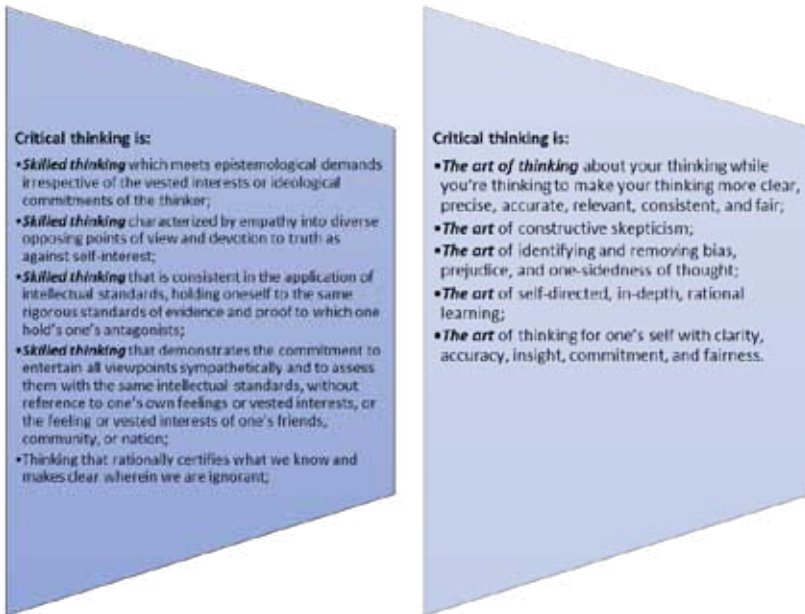 Critical thinking is:
•Skilled thinking which meets epistemological demands
irrespective of the vested interests or ideological
commitments of the thinker;
•Skilled thinking characterized by empathy into diverse
opposing points of view and devotion to truth as
against self-interest;
•Skilled thinking that is consistent in the application of
intellectual standards, holding oneself to the same
rigorous standards of evidence and proof to which one
hold's one's antagonists;
•Skilled thinking that demonstrates the commitment to
entertain all viewpoints sympathetically and to assess
them with the same intellectual standards, without
reference to one's own feelings or vested interests, or
the feeling or vested interests of one's friends,
community, or nation;
•Thinking that rationally certifies what we know and
makes clear wherein we are ignorant;
Critical thinking is:
•The art of thinking about your thinking while
you're thinking to make your thinking more clear,
precise, accurate, relevant, consistent, and fair;
•The art of constructive skepticism;
•The art of identifying and removing bias,
prejudice, and one-sidedness of thought;
•The art of self-directed, in-depth, rational
learning;
•The art of thinking for one's self with clarity,
accuracy, insight, commitment, and fairness.